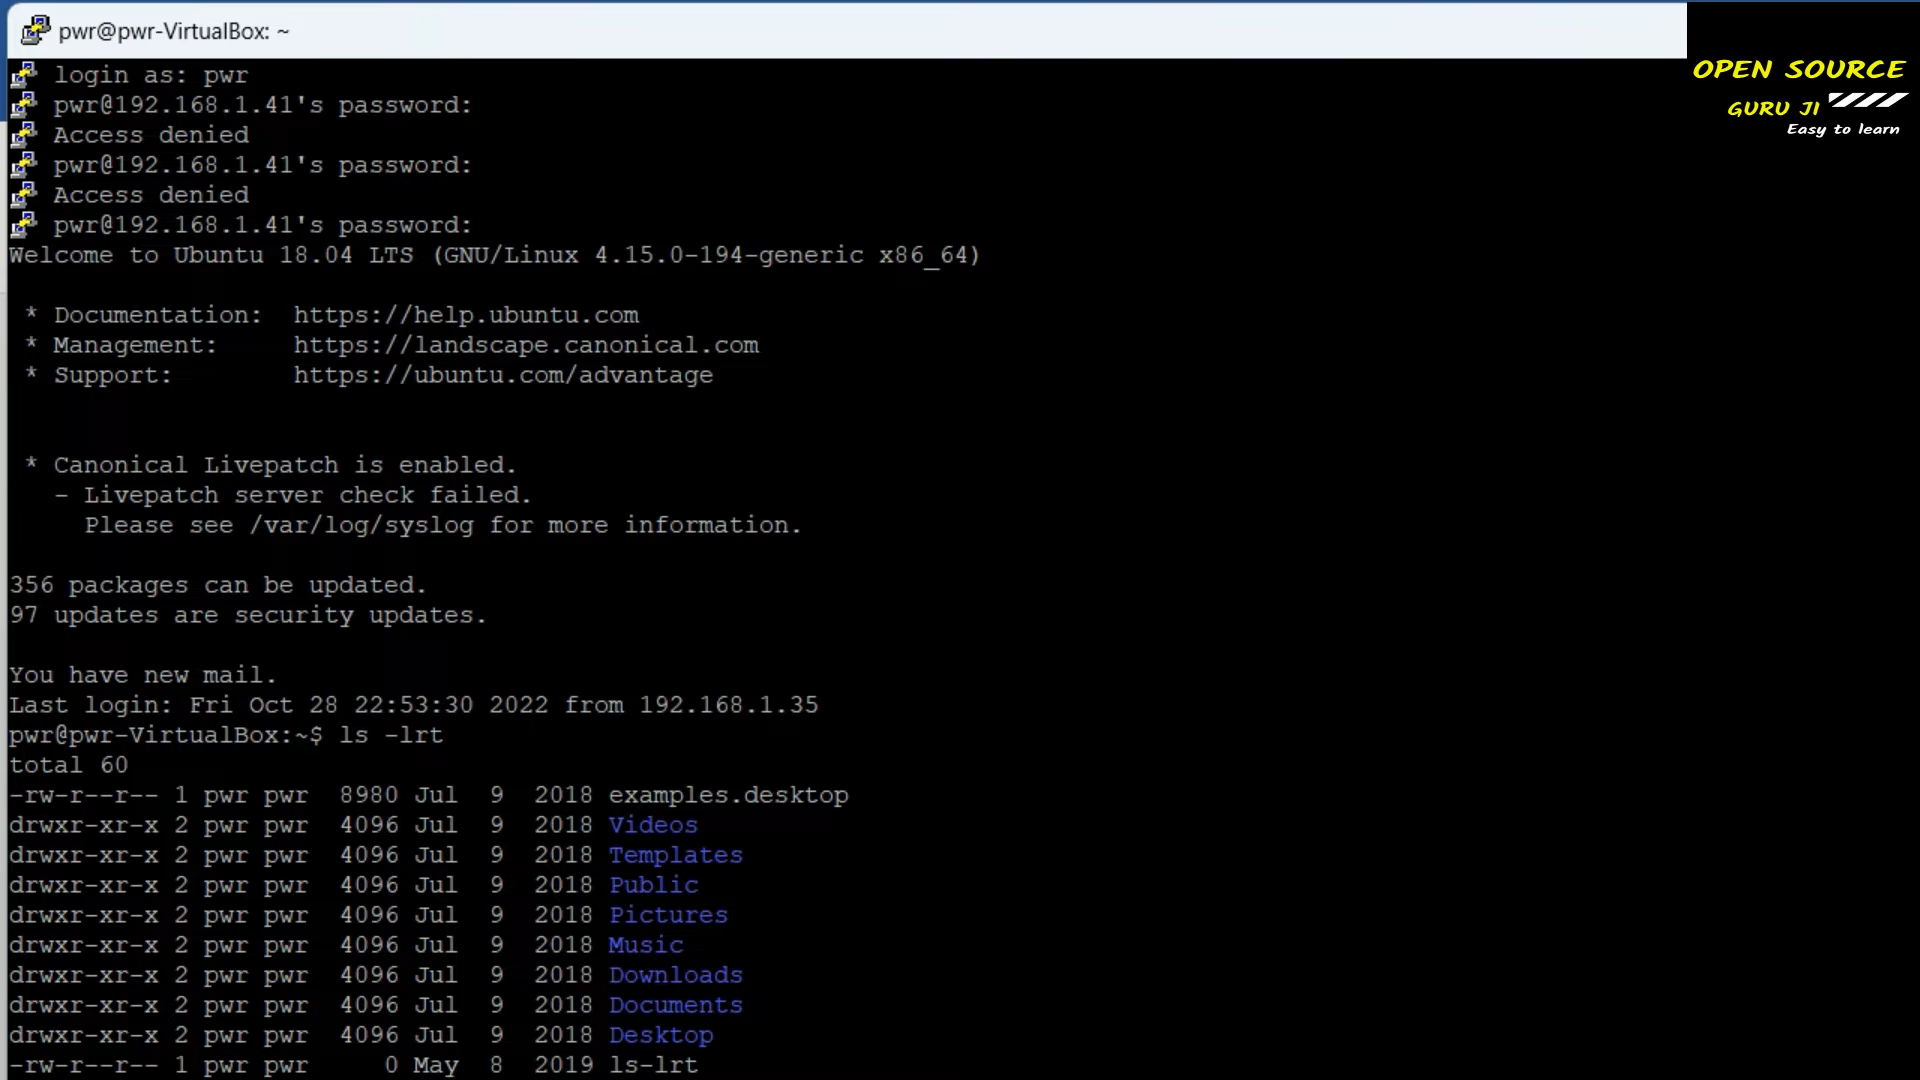 pwr@pwr-VirtualBox: ~
OPEN SOURCE
GURU JI
Easy to learn
login as: pwr
pwr@192.168.1.41's password:
Access denied
pwr@192.168.1.41's password:
Access denied
pwr@192.168.1.41's password:
Welcome to Ubuntu 18.04 LTS (GNU/Linux 4.15.0-194-generic x86_64)
* Documentation:  https://help.ubuntu.com
* Management:     https://landscape.canonical.com
* Support:        https://ubuntu.com/advantage
* Canonical Livepatch is enabled.
- Livepatch server check failed.
Please see /var/log/syslog for more information.
356 packages can be updated.
97 updates are security updates.
You have new mail.
Last login: Fri Oct 28 22:53:30 2022 from 192.168.1.35
pwr@pwr-VirtualBox:~$ ls -lrt
total 60
-rw-r--r-- 1 pwr pwr  8980 Jul  9  2018 examples.desktop
drwxr-xr-x 2 pwr pwr  4096 Jul  9  2018 Videos
drwxr-xr-x 2 pwr pwr  4096 Jul  9  2018 Templates
drwxr-xr-x 2 pwr pwr  4096 Jul  9  2018 Public
drwxr-xr-x 2 pwr pwr  4096 Jul  9  2018 Pictures
drwxr-xr-x 2 pwr pwr  4096 Jul  9  2018 Music
drwxr-xr-x 2 pwr pwr  4096 Jul  9  2018 Downloads
drwxr-xr-x 2 pwr pwr  4096 Jul  9  2018 Documents
drwxr-xr-x 2 pwr pwr  4096 Jul  9  2018 Desktop
-rw-r--r-- 1 pwr pwr     0 May  8  2019 ls-lrt